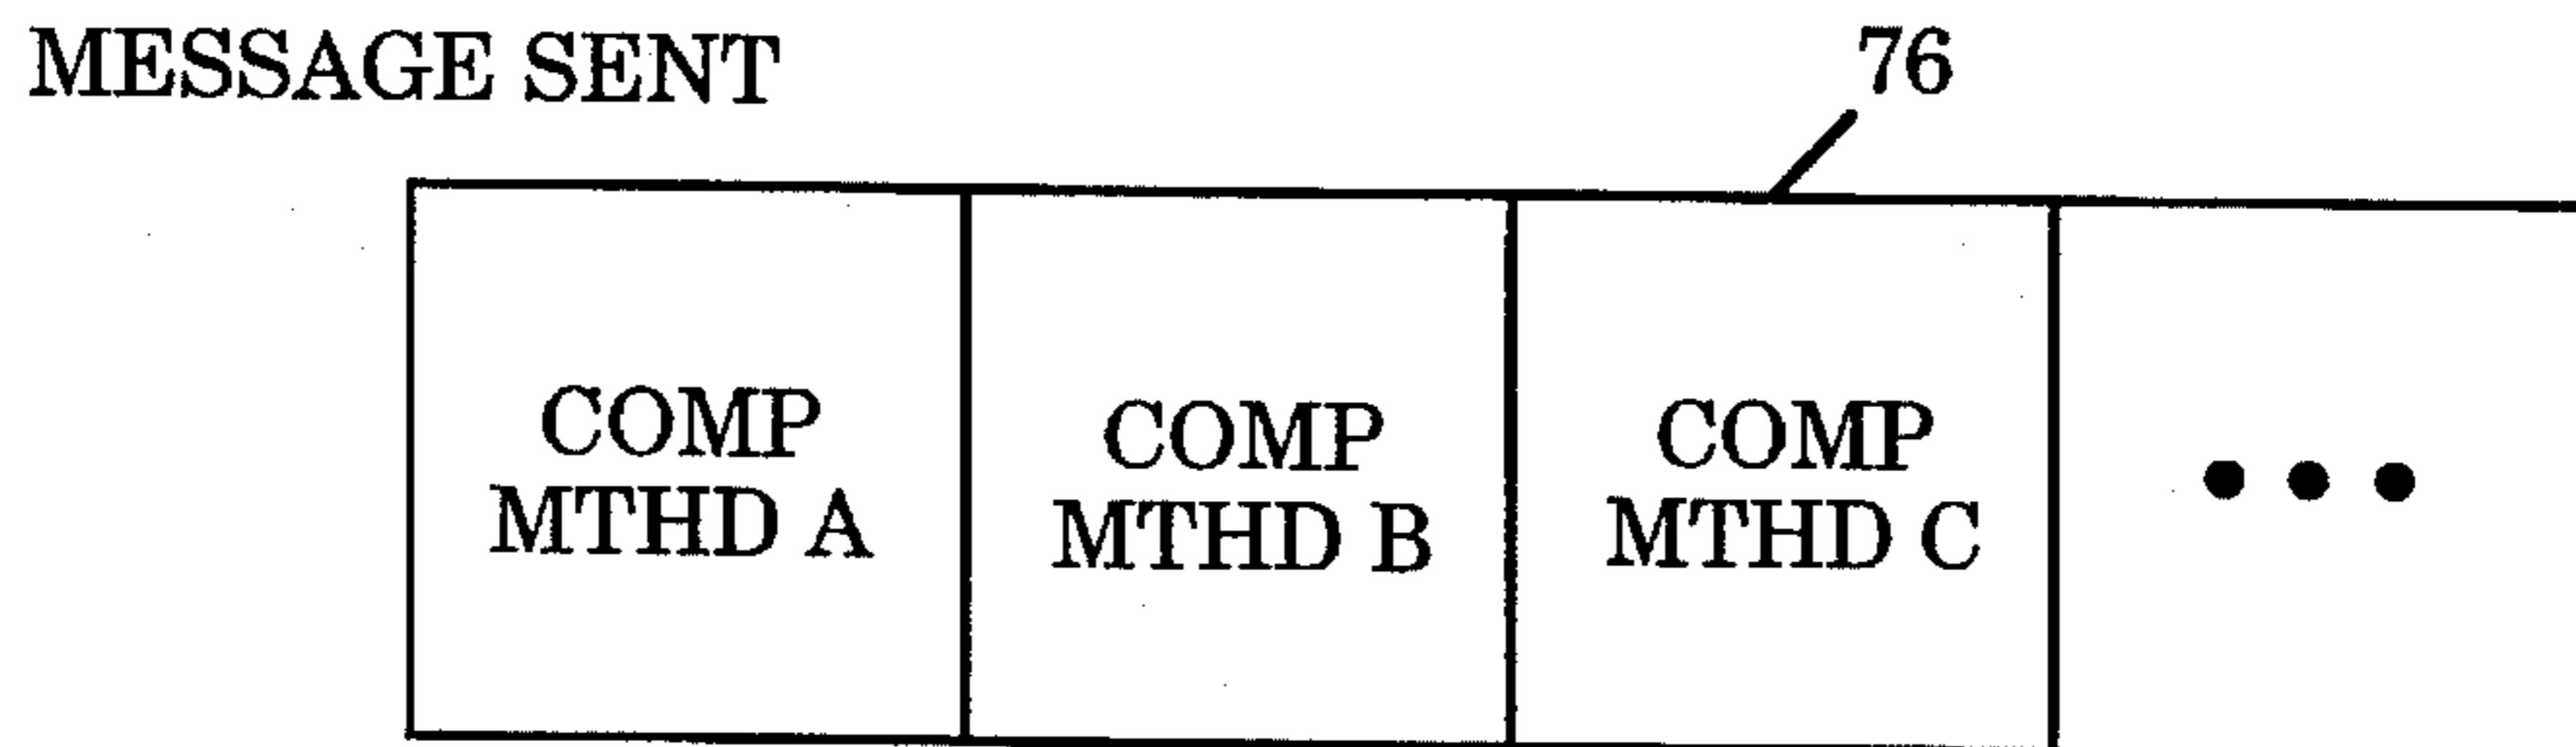 MESSAGE SENT
76
COMP
MTHD A
COMP
MTHD B
COMP
MTHD C
•••